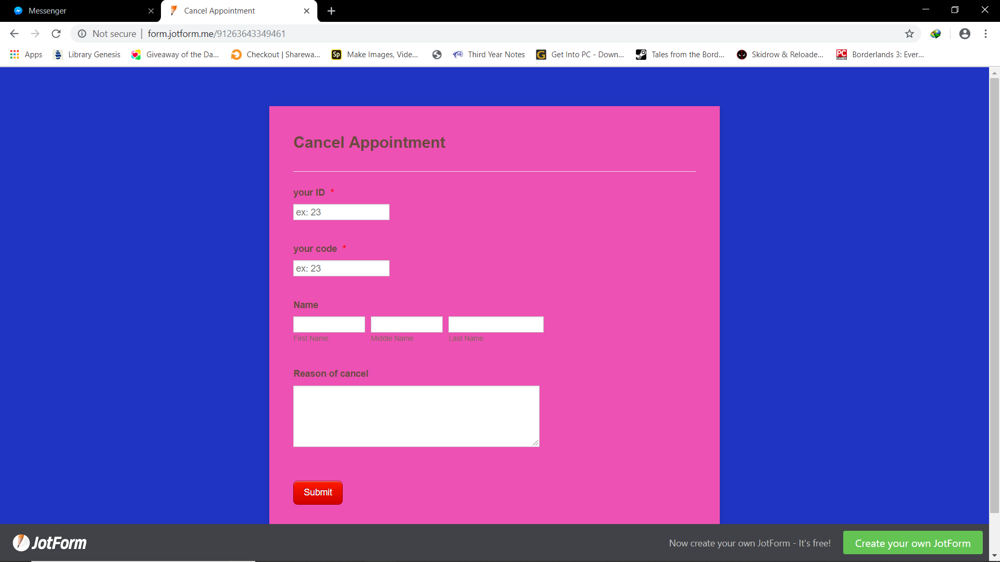 Messenger
Cancel Appointment
Not secure | form.jotform.me/91263643349461
Apps
Library Genesis
Giveaway of the Da...
Checkout | Sharewa...
Sp
Make Images, Vide...
Third Year Notes
G
Get Into PC - Down...
Tales from the Bord...
Skidrow & Reloade...
PC GAMER
Borderlands 3: Ever...
Cancel Appointment
your ID *
ex: 23
your code *
ex: 23
Name
First Name
Middle Name
Last Name
Reason of cancel
Submit
JotForm
Now create your own JotForm - It's free!
Create your own JotForm